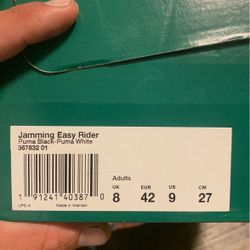 Jamming Easy Rider
Puma Black-Puma White
367832 01
Adults
UK EUR US CM
8 42 9 27
1 91241 40387 0
UPC-A Made in Vietnam